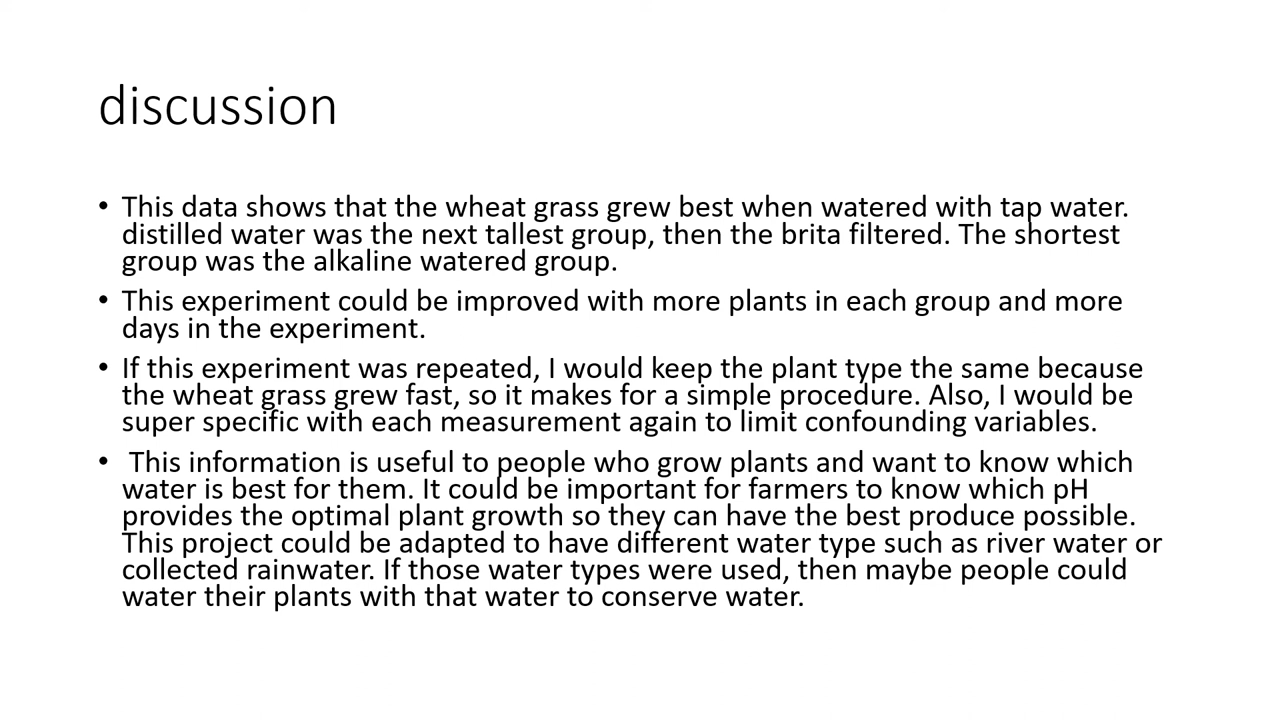 discussion
• This data shows that the wheat grass grew best when watered with tap water.
distilled water was the next tallest group, then the brita filtered. The shortest
group was the alkaline watered group.
• This experiment could be improved with more plants in each group and more
days in the experiment.
• If this experiment was repeated, I would keep the plant type the same because
the wheat grass grew fast, so it makes for a simple procedure. Also, I would be
super specific with each measurement again to limit confounding variables.
• This information is useful to people who grow plants and want to know which
water is best for them. It could be important for farmers to know which pH
provides the optimal plant growth so they can have the best produce possible.
This project could be adapted to have different water type such as river water or
collected rainwater. If those water types were used, then maybe people could
water their plants with that water to conserve water.